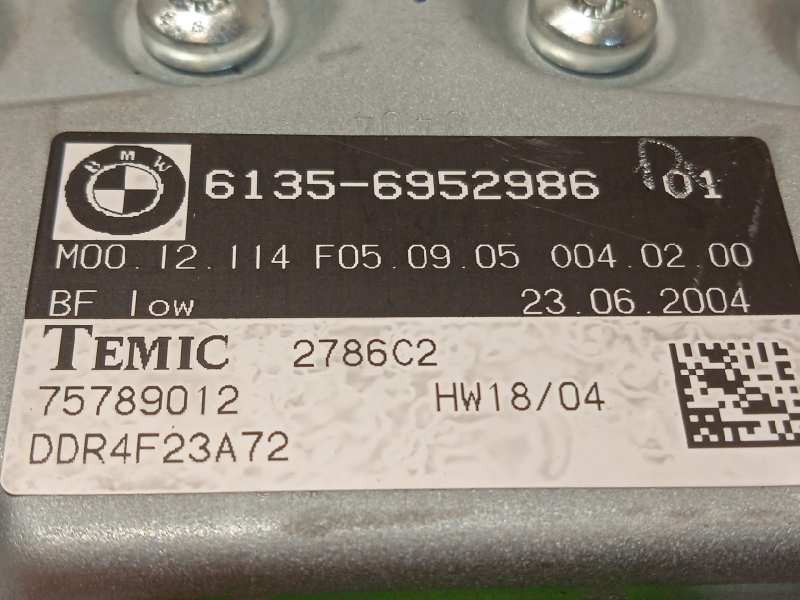 BMW
6135-6952986 01
M00.12.114 F05.09.05 004.02.00
BF low 23.06.2004
TEMIC 2786C2
75789012 HW18/04
DDR4F23A72